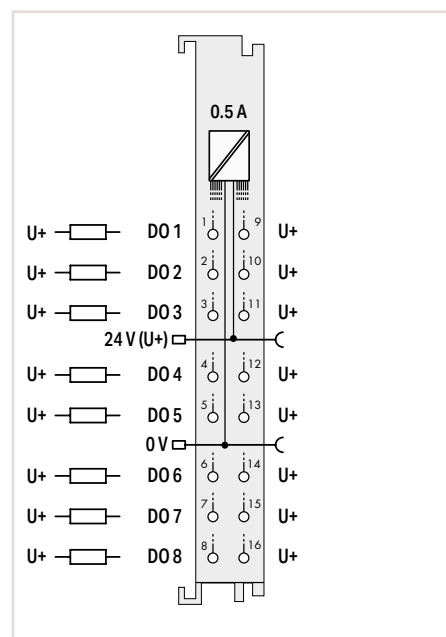 0.5 A
U+ DO 1 1 9 U+
U+ DO 2 2 10 U+
U+ DO 3 3 11 U+
24 V (U+)
U+ DO 4 4 12 U+
U+ DO 5 5 13 U+
0 V
U+ DO 6 6 14 U+
U+ DO 7 7 15 U+
U+ DO 8 8 16 U+